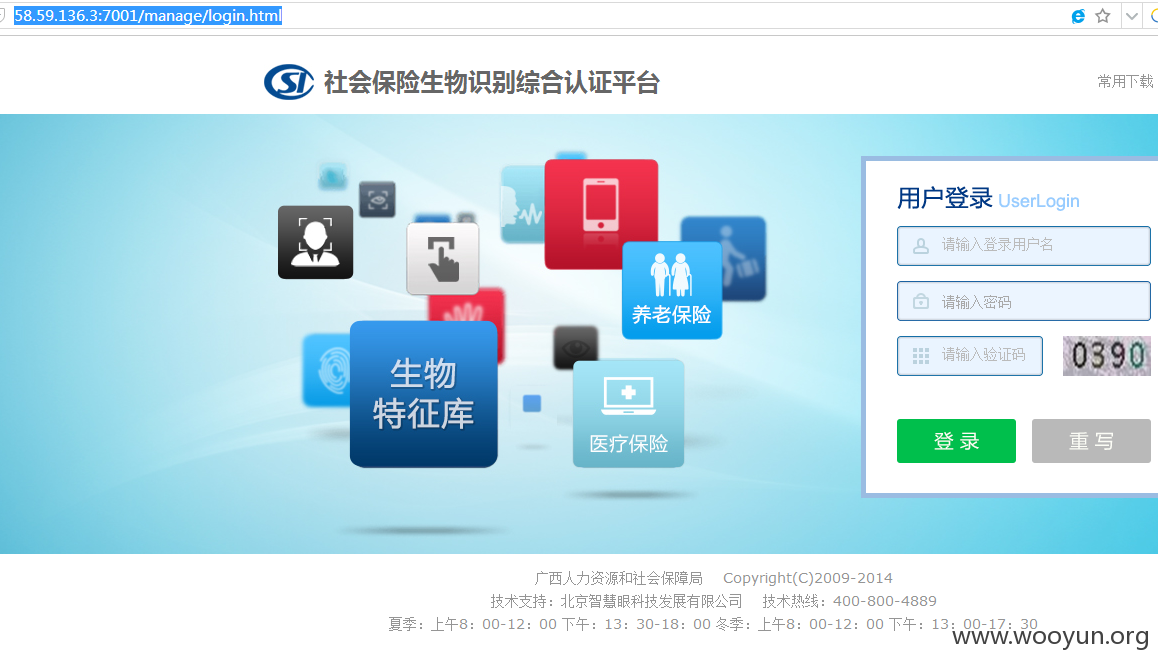 58.59.136.3:7001/manage/login.html
CSI 社会保险生物识别综合认证平台
常用下载
用户登录 UserLogin
请输入登录用户名
请输入密码
请输入验证码 0390
登 录 重 写
养老保险
生物
特征库
医疗保险
广西人力资源和社会保障局 Copyright(C)2009-2014
技术支持：北京智慧眼科技发展有限公司 技术热线：400-800-4889
夏季：上午8：00-12：00 下午：13：30-18：00 冬季：上午8：00-12：00 下午：13：00-17：30
www.wooyun.org